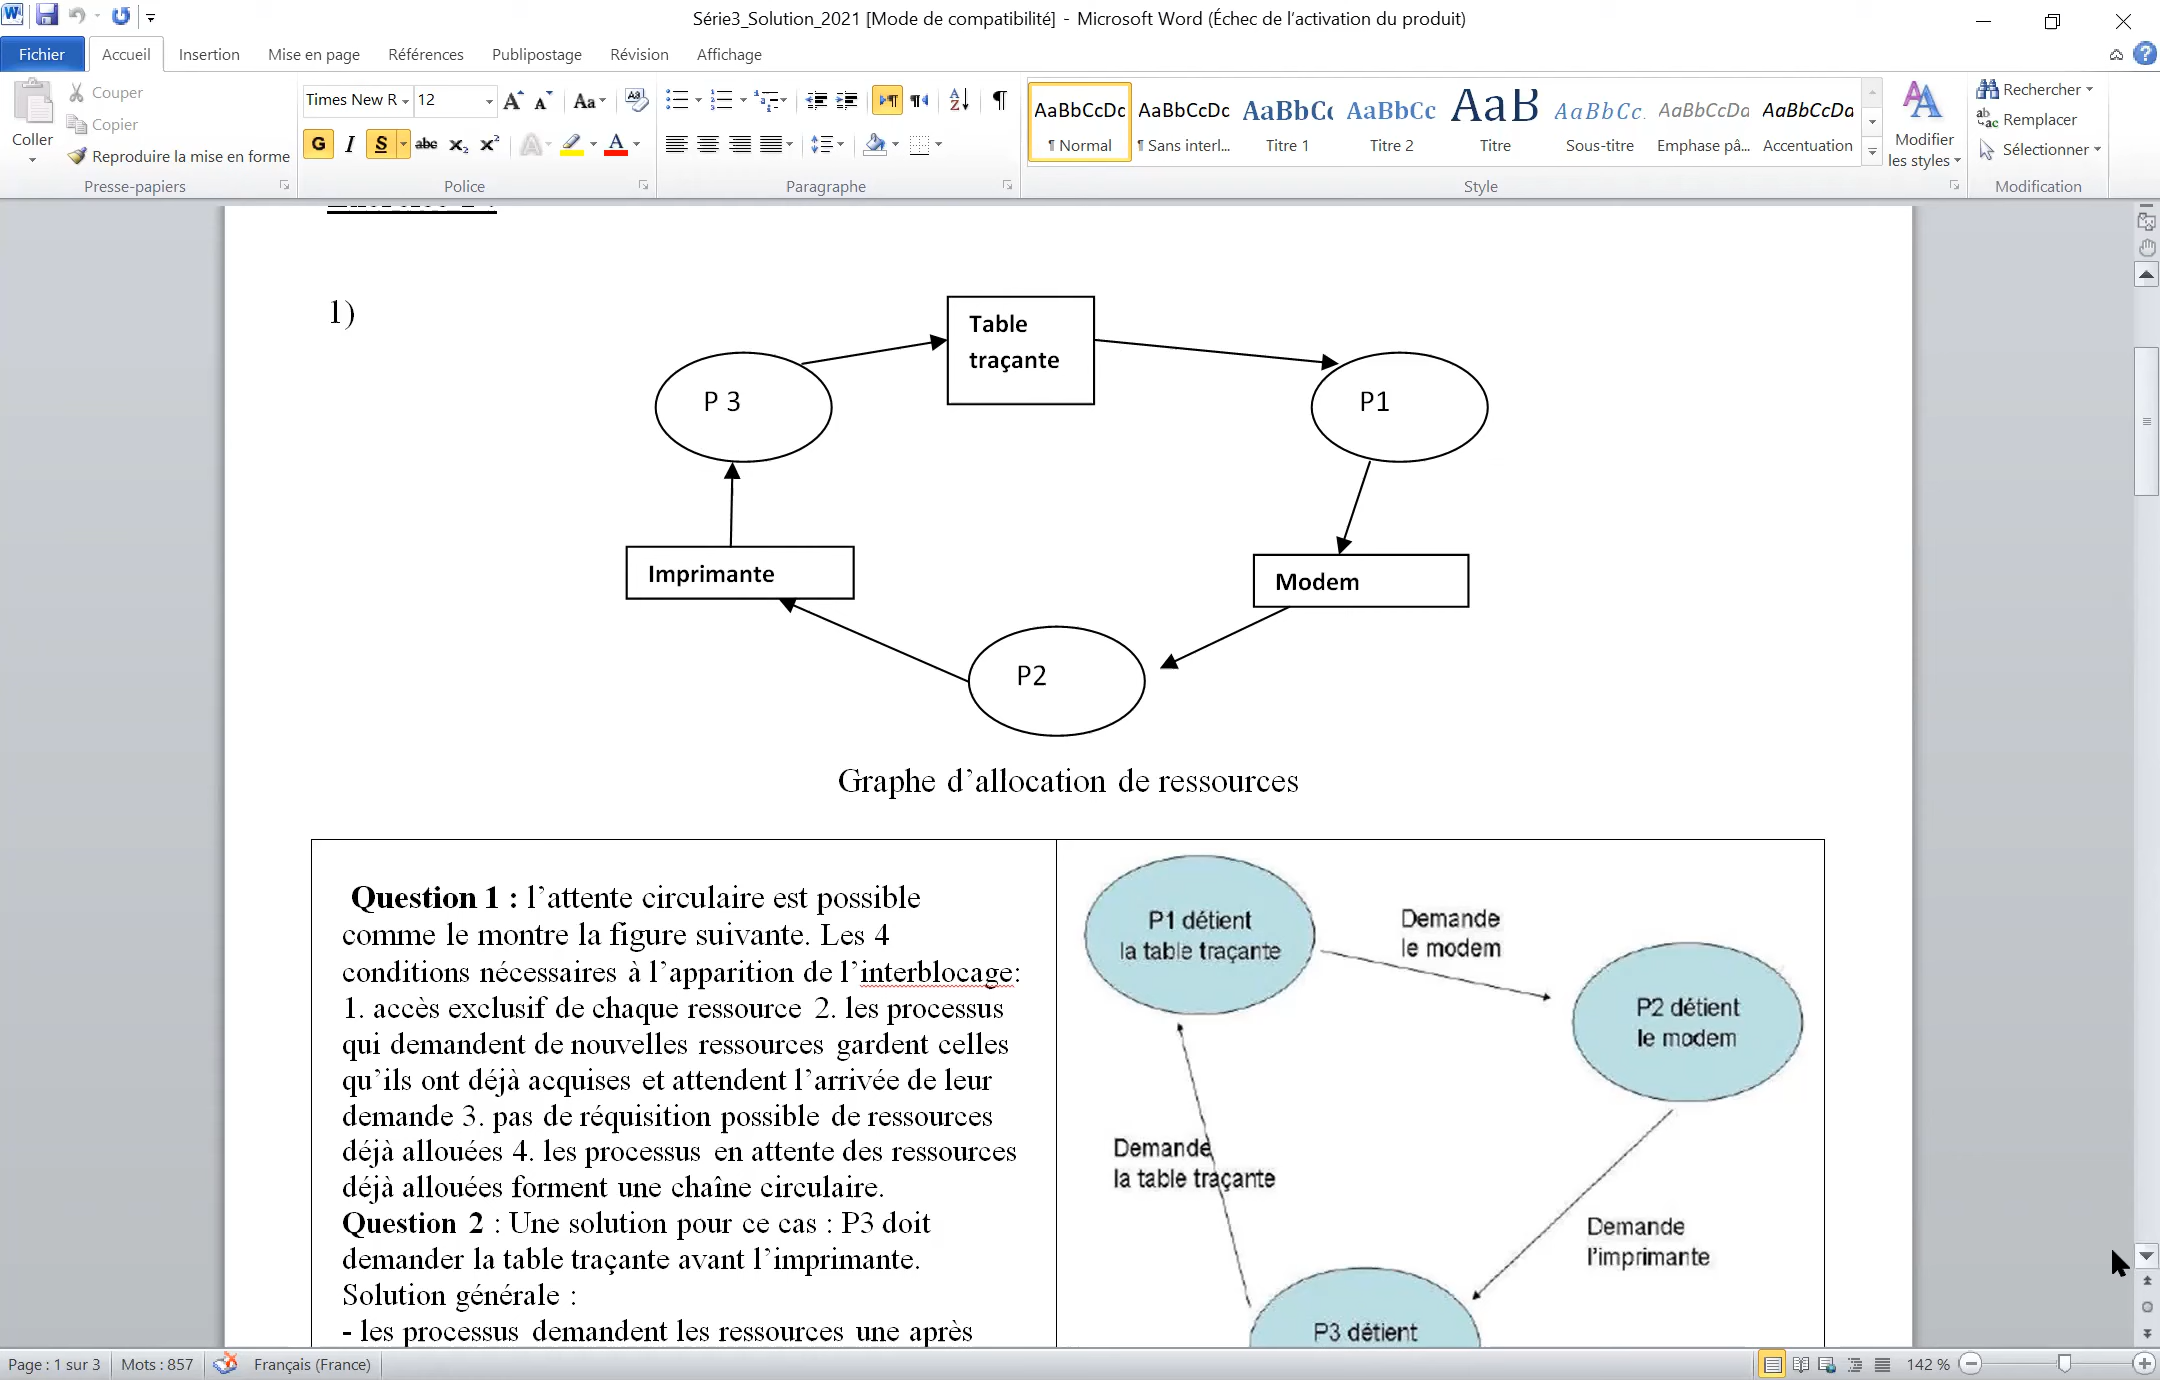 Série3_Solution_2021 [Mode de compatibilité] - Microsoft Word (Échec de l'activation du produit)
Fichier Accueil Insertion Mise en page Références Publipostage Révision Affichage
Coller
Couper
Copier
Reproduire la mise en forme
Presse-papiers
Times New R 12
Police
Paragraphe
AaBbCcDc AaBbCcDc AaBbC AaBbCc AaB AaBbCc. AaBbCcDa AaBbCcDa
¶ Normal ¶ Sans interl... Titre 1 Titre 2 Titre Sous-titre Emphase pâ... Accentuation
Style
Modifier
les styles
Rechercher
Remplacer
Sélectionner
Modification
1)
Table
traçante
P 3
P1
Imprimante
Modem
P2
Graphe d'allocation de ressources
Question 1 : l'attente circulaire est possible
comme le montre la figure suivante. Les 4
conditions nécessaires à l'apparition de l'interblocage:
1. accès exclusif de chaque ressource 2. les processus
qui demandent de nouvelles ressources gardent celles
qu'ils ont déjà acquises et attendent l'arrivée de leur
demande 3. pas de réquisition possible de ressources
déjà allouées 4. les processus en attente des ressources
déjà allouées forment une chaîne circulaire.
Question 2 : Une solution pour ce cas : P3 doit
demander la table traçante avant l'imprimante.
Solution générale :
- les processus demandent les ressources une après
P1 détient
la table traçante
Demande
le modem
P2 détient
le modem
Demande
la table traçante
Demande
l'imprimante
P3 détient
Page : 1 sur 3 Mots : 857 Français (France) 142 %